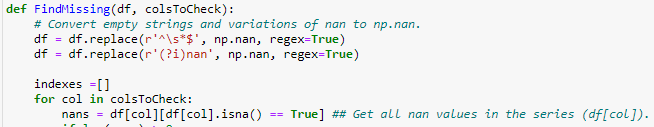 def FindMissing(df, colsToCheck):
# Convert empty strings and variations of nan to np.nan.
df = df.replace(r'^\s*$', np.nan, regex=True)
df = df.replace(r'(?i)nan', np.nan, regex=True)
indexes =[]
for col in colsToCheck:
nans = df[col][df[col].isna() == True] ## Get all nan values in the series (df[col]).